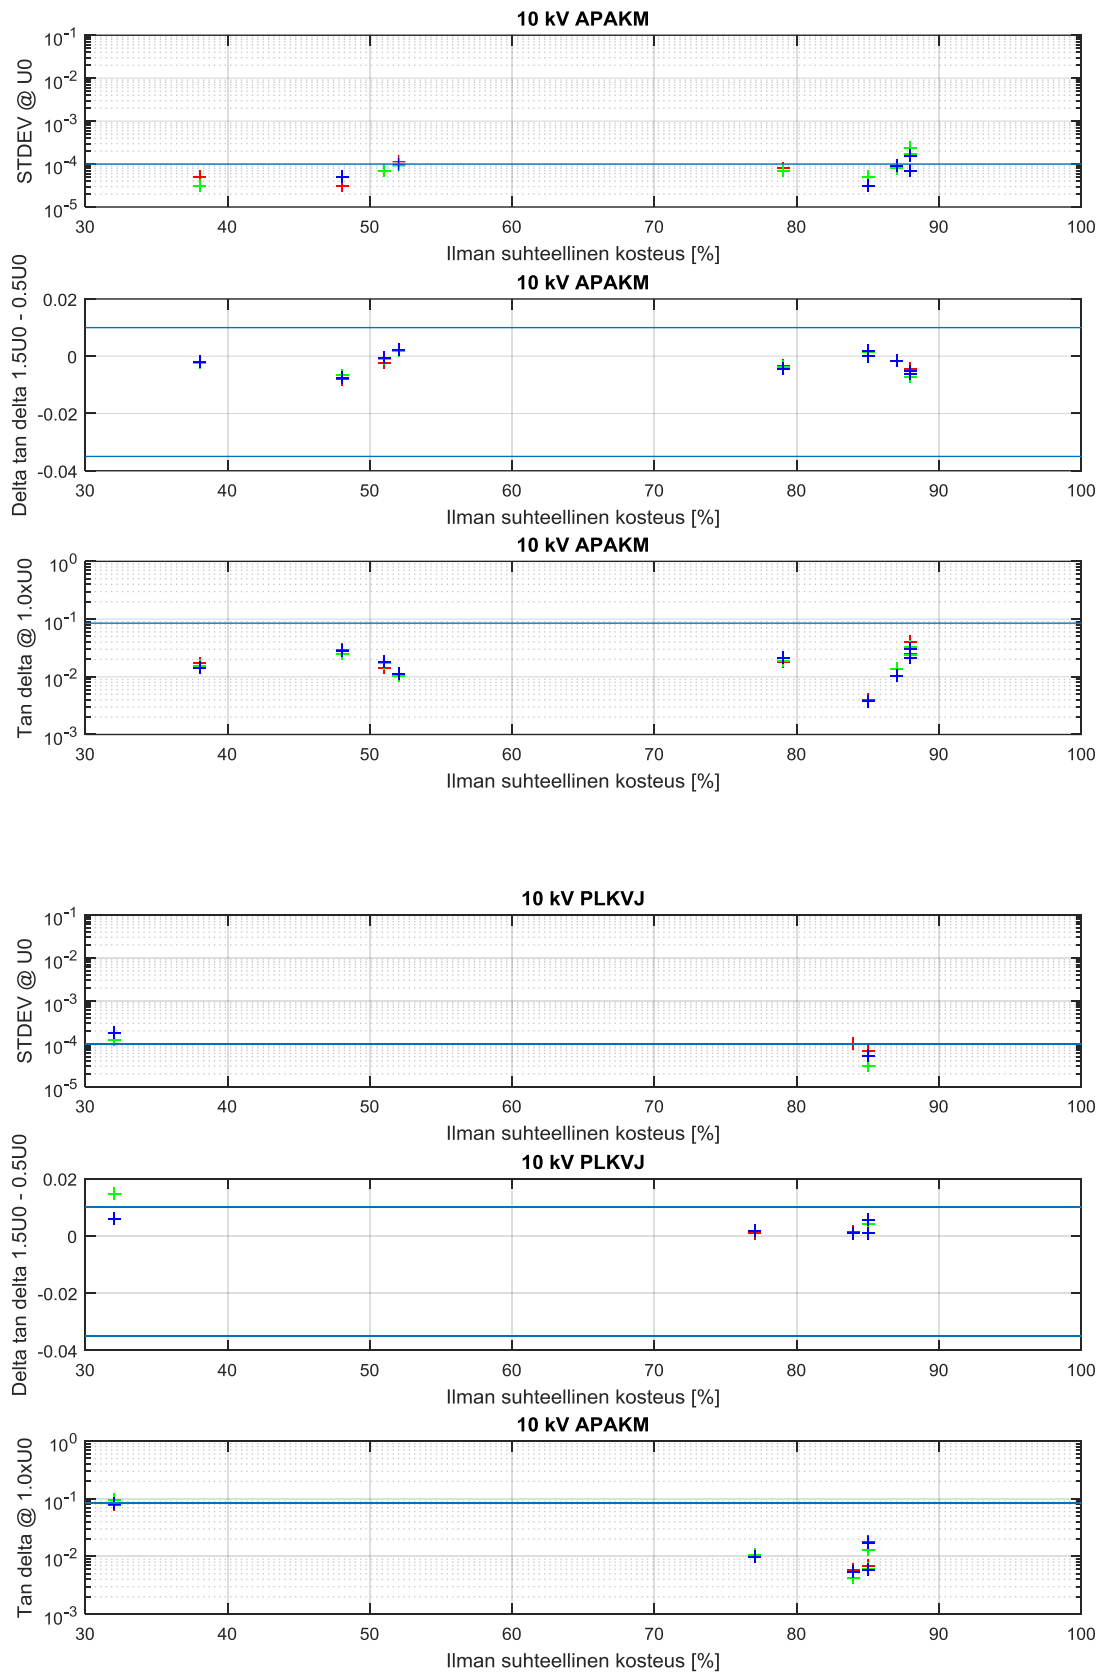 10 kV APAKM
STDEV @ U0
10^-1
10^-2
10^-3
10^-4
10^-5
30 40 50 60 70 80 90 100
Ilman suhteellinen kosteus [%]
10 kV APAKM
Delta tan delta 1.5U0 - 0.5U0
0.02
0
-0.02
-0.04
30 40 50 60 70 80 90 100
Ilman suhteellinen kosteus [%]
10 kV APAKM
Tan delta @ 1.0xU0
10^0
10^-1
10^-2
10^-3
30 40 50 60 70 80 90 100
Ilman suhteellinen kosteus [%]
10 kV PLKVJ
STDEV @ U0
10^-1
10^-2
10^-3
10^-4
10^-5
30 40 50 60 70 80 90 100
Ilman suhteellinen kosteus [%]
10 kV PLKVJ
Delta tan delta 1.5U0 - 0.5U0
0.02
0
-0.02
-0.04
30 40 50 60 70 80 90 100
Ilman suhteellinen kosteus [%]
10 kV APAKM
Tan delta @ 1.0xU0
10^0
10^-1
10^-2
10^-3
30 40 50 60 70 80 90 100
Ilman suhteellinen kosteus [%]